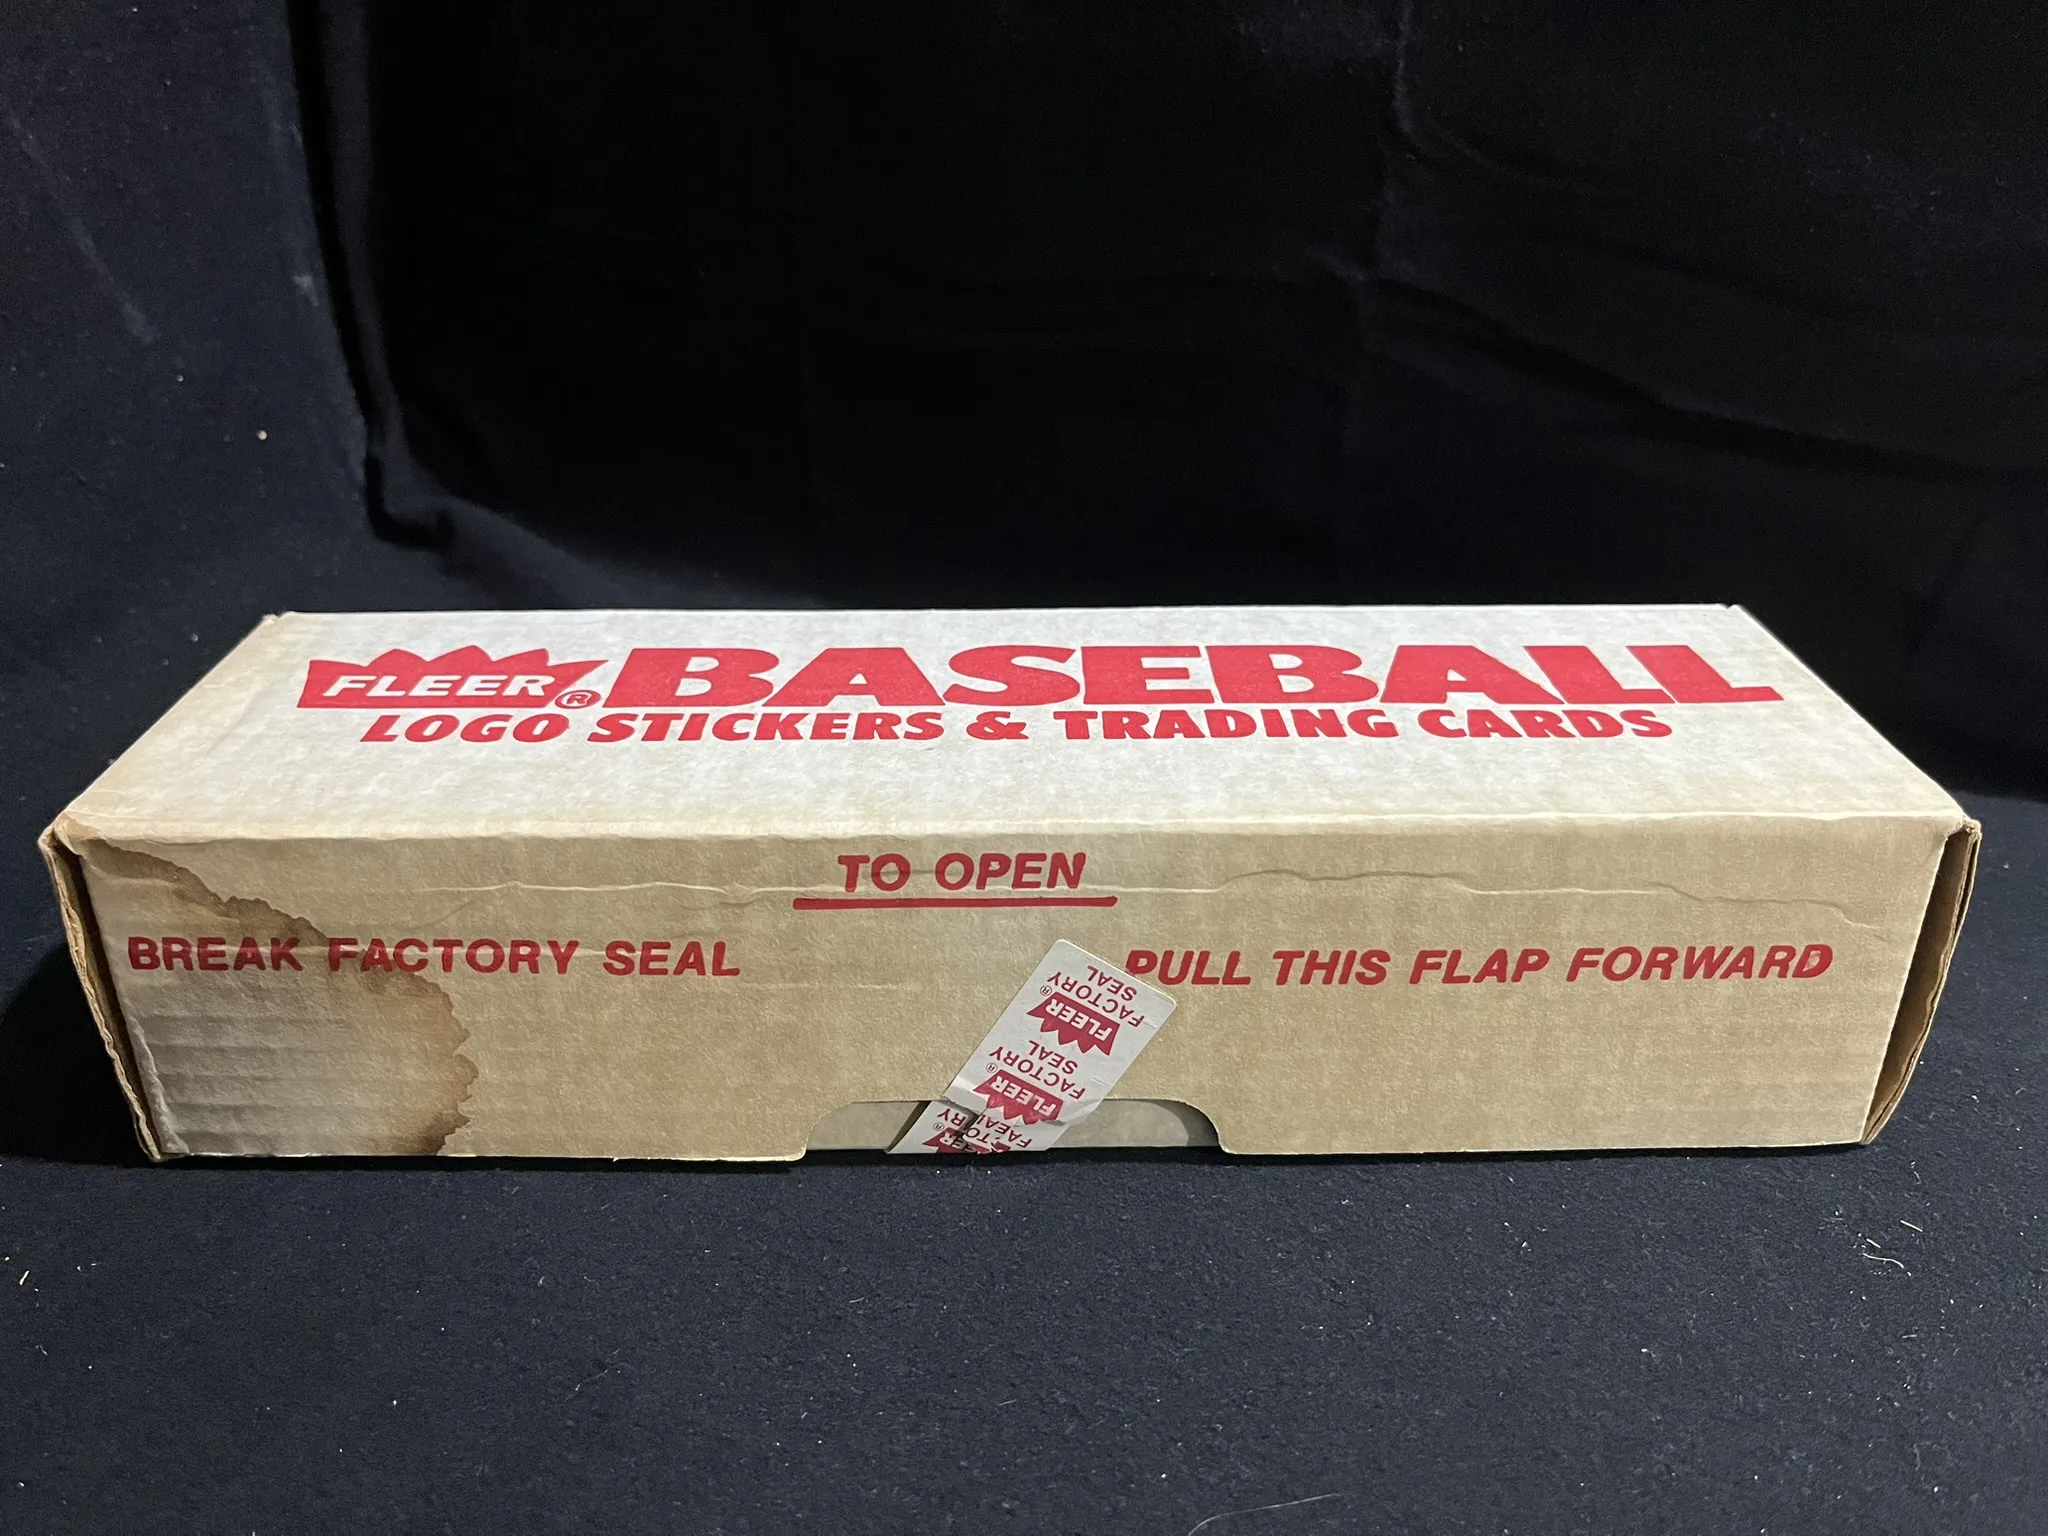 FLEER® BASEBALL
LOGO STICKERS & TRADING CARDS
TO OPEN
BREAK FACTORY SEAL
PULL THIS FLAP FORWARD
FACTORY
SEAL
FLEER®
FACTORY
SEAL
FLEER®